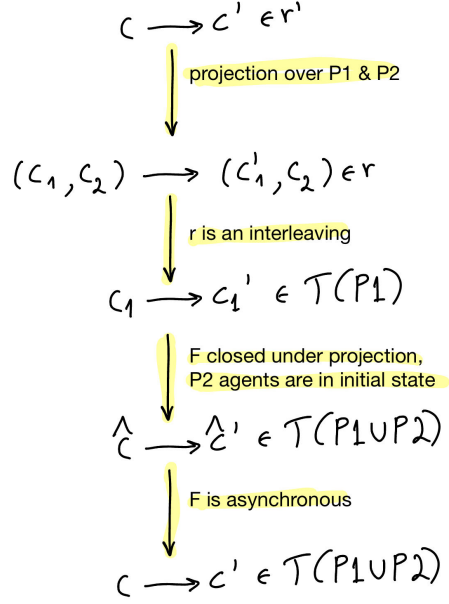 C → C' ∈ r'
projection over P1 & P2
(C₁, C₂) → (C₁', C₂) ∈ r
r is an interleaving
C₁ → C₁' ∈ T(P1)
F closed under projection,
P2 agents are in initial state
Ĉ → Ĉ' ∈ T(P1∪P2)
F is asynchronous
C → C' ∈ T(P1∪P2)